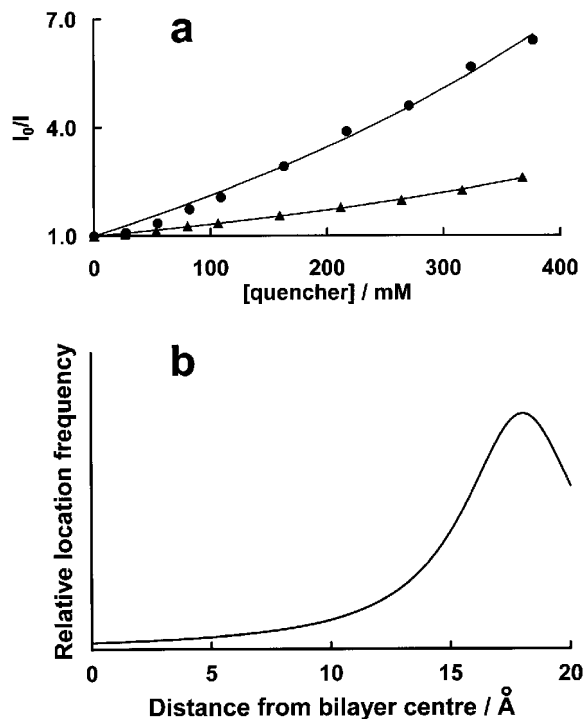 a
7.0
4.0
1.0
I₀/I
0 100 200 300 400
[quencher] / mM
b
Relative location frequency
0 5 10 15 20
Distance from bilayer centre / Å